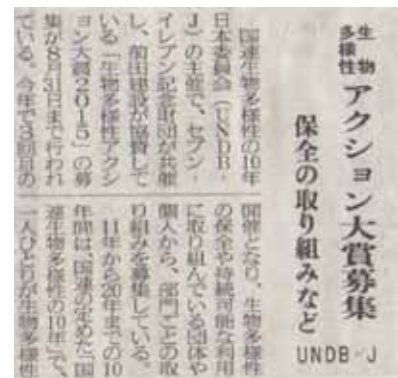 生物多様性 アクション大賞募集
保全の取り組みなど
UNDB-J
国連生物多様性の10年
日本委員会（UNDB-
J）の主催で、セブン-
イレブン記念財団が共催
し、前田建設が協賛して
いる「生物多様性アクシ
ョン大賞2015」の募
集が8月31日まで行われ
ている。今年で3回目の
開催となり、生物多様性
の保全や持続可能な利用
に取り組んでいる団体や
個人から、部門ごとの取
り組みを募集している。
11年から20年までの10
年間は、国連の定めた「国
連生物多様性の10年」で、
一人ひとりが生物多様性